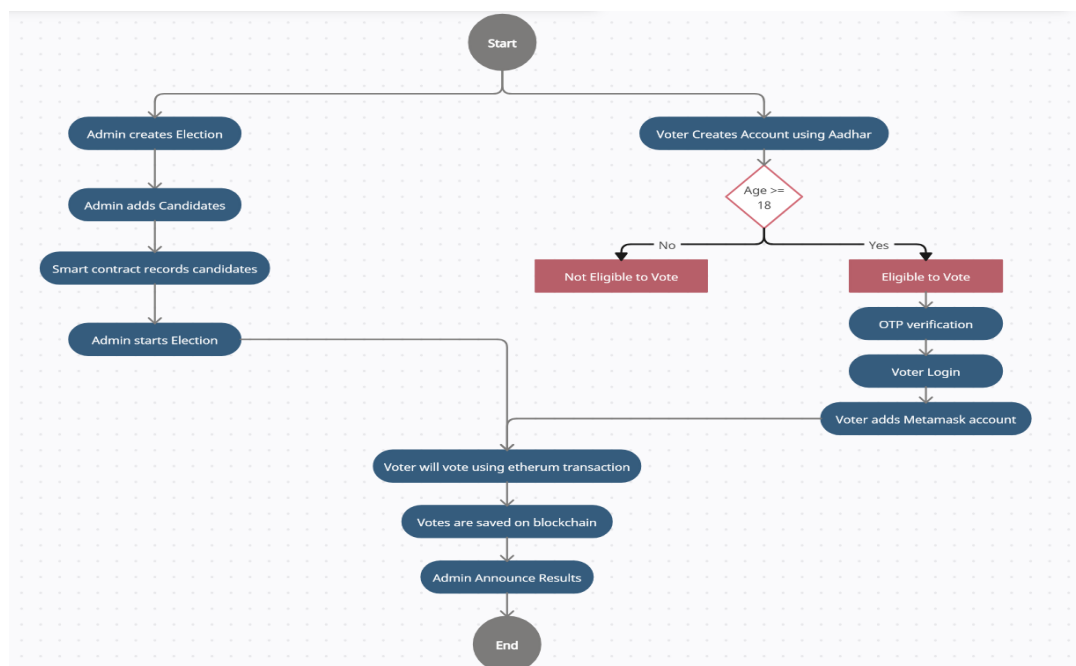 Start
Admin creates Election
Voter Creates Account using Aadhar
Age >=
18
Admin adds Candidates
No
Yes
Smart contract records candidates
Not Eligible to Vote
Eligible to Vote
OTP verification
Admin starts Election
Voter Login
Voter adds Metamask account
Voter will vote using etherum transaction
Votes are saved on blockchain
Admin Announce Results
End